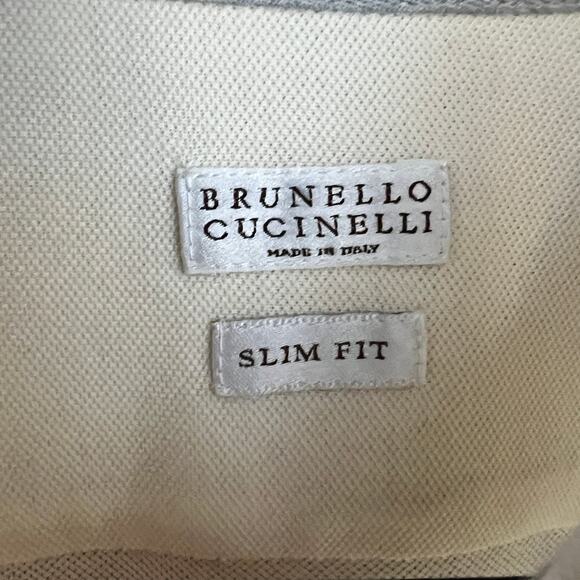 BRUNELLO
CUCINELLI
MADE IN ITALY
SLIM FIT